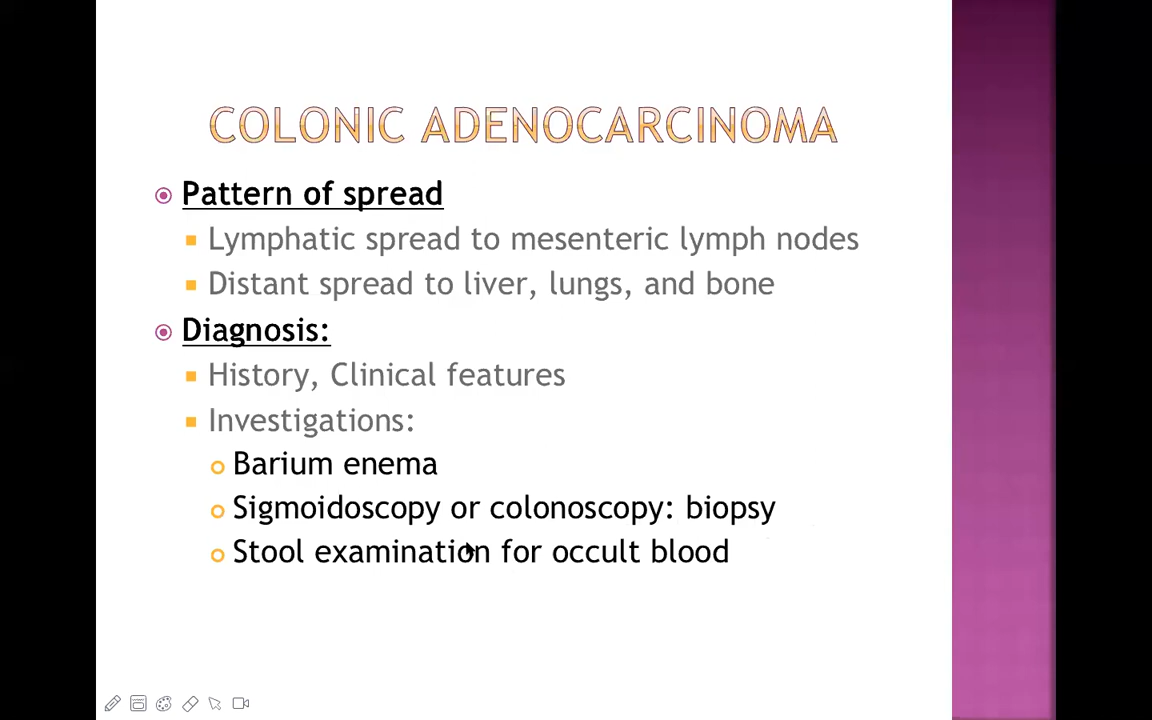 COLONIC ADENOCARCINOMA
Pattern of spread
Lymphatic spread to mesenteric lymph nodes
Distant spread to liver, lungs, and bone
Diagnosis:
History, Clinical features
Investigations:
Barium enema
Sigmoidoscopy or colonoscopy: biopsy
Stool examination for occult blood